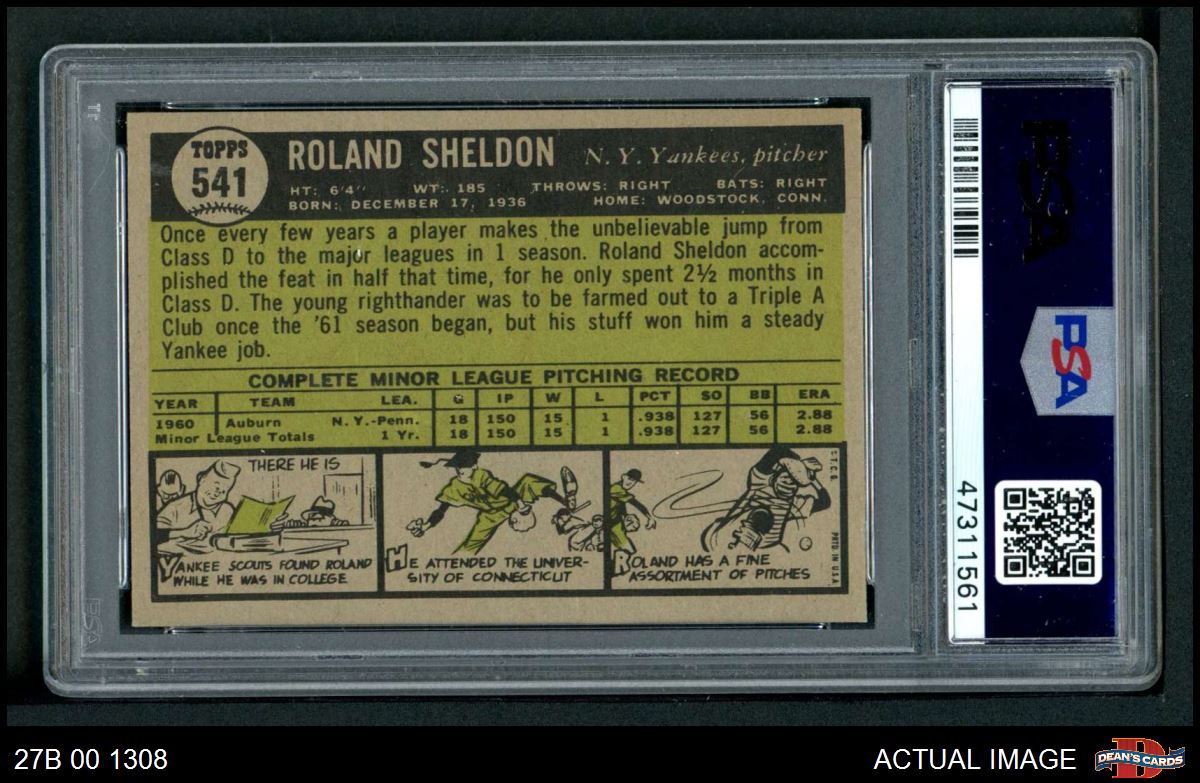 TOPPS
541
ROLAND SHELDON N. Y. Yankees, pitcher
HT: 6'4" WT: 185 THROWS: RIGHT BATS: RIGHT
BORN: DECEMBER 17, 1936 HOME: WOODSTOCK, CONN.
Once every few years a player makes the unbelievable jump from
Class D to the major leagues in 1 season. Roland Sheldon accom-
plished the feat in half that time, for he only spent 2½ months in
Class D. The young righthander was to be farmed out to a Triple A
Club once the '61 season began, but his stuff won him a steady
Yankee job.
COMPLETE MINOR LEAGUE PITCHING RECORD
YEAR TEAM LEA. G IP W L PCT SO BB ERA
1960 Auburn N. Y.-Penn. 18 150 15 1 .938 127 56 2.88
Minor League Totals 1 Yr. 18 150 15 1 .938 127 56 2.88
THERE HE IS
YANKEE SCOUTS FOUND ROLAND
WHILE HE WAS IN COLLEGE
HE ATTENDED THE UNIVER-
SITY OF CONNECTICUT
ROLAND HAS A FINE
ASSORTMENT OF PITCHES
©T.C.G.
PRTD. IN U.S.A.
PSA
PSA
PSA
47311561
27B 00 1308
ACTUAL IMAGE
D
DEAN'S CARDS